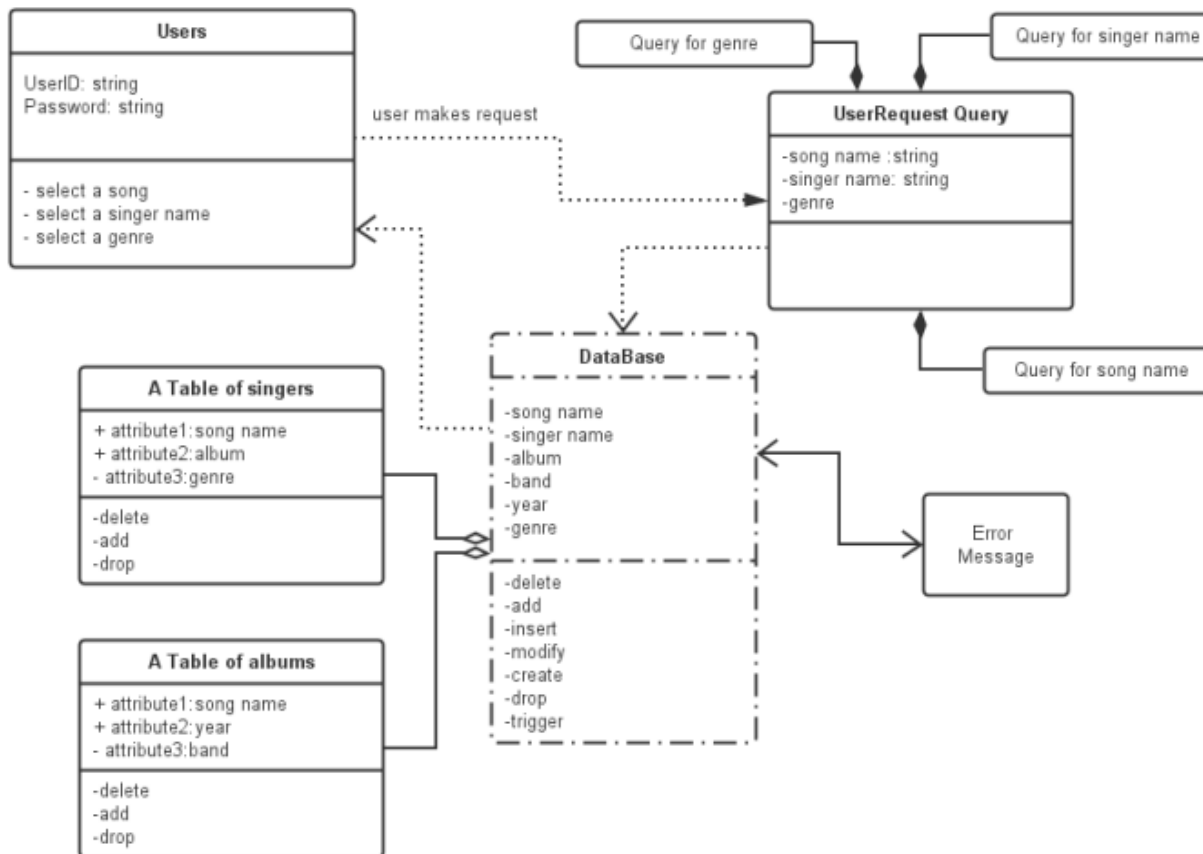 Users
UserID: string
Password: string
- select a song
- select a singer name
- select a genre
user makes request
Query for genre
Query for singer name
UserRequest Query
-song name :string
-singer name: string
-genre
Query for song name
DataBase
-song name
-singer name
-album
-band
-year
-genre
-delete
-add
-insert
-modify
-create
-drop
-trigger
Error
Message
A Table of singers
+ attribute1:song name
+ attribute2:album
- attribute3:genre
-delete
-add
-drop
A Table of albums
+ attribute1:song name
+ attribute2:year
- attribute3:band
-delete
-add
-drop